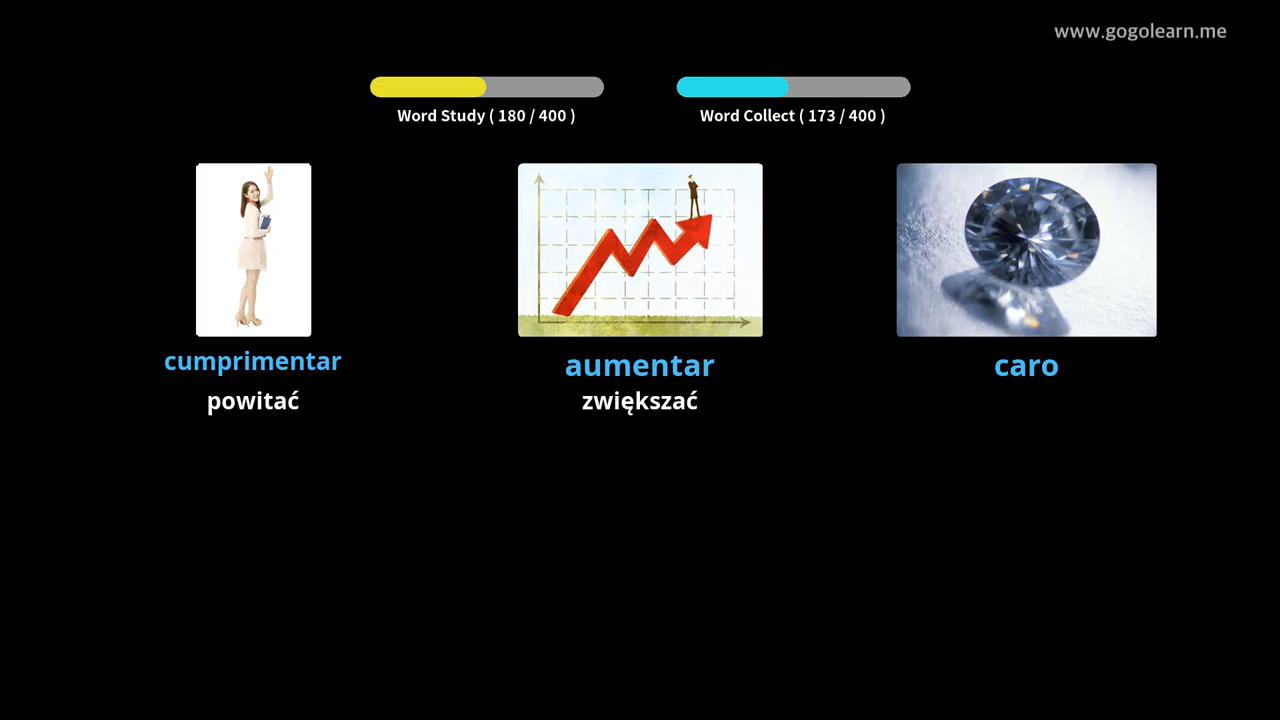 www.gogolearn.me
Word Study ( 180 / 400 )
Word Collect ( 173 / 400 )
cumprimentar
powitać
aumentar
zwiększać
caro